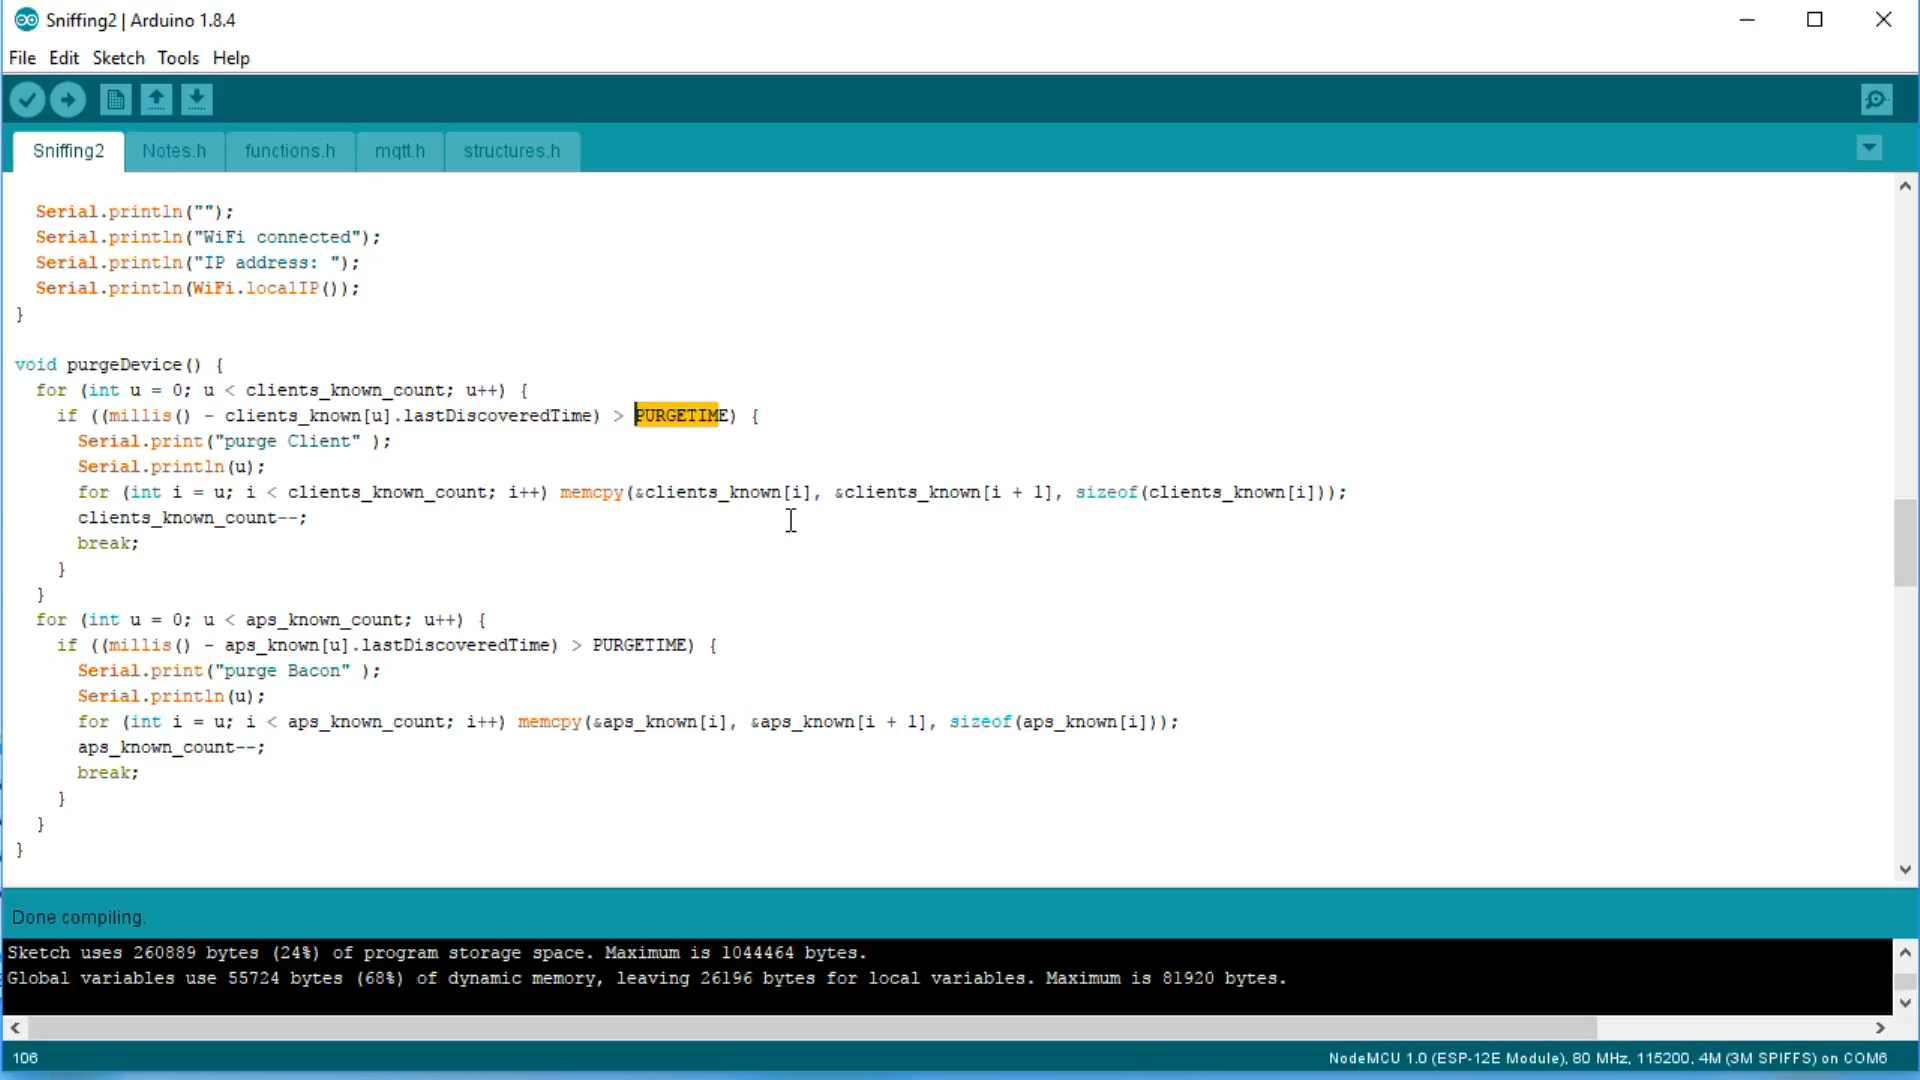 Sniffing2 | Arduino 1.8.4
File Edit Sketch Tools Help
Sniffing2 Notes.h functions.h mqtt.h structures.h
Serial.println("");
Serial.println("WiFi connected");
Serial.println("IP address: ");
Serial.println(WiFi.localIP());
}
void purgeDevice() {
for (int u = 0; u < clients_known_count; u++) {
if ((millis() - clients_known[u].lastDiscoveredTime) > PURGETIME) {
Serial.print("purge Client" );
Serial.println(u);
for (int i = u; i < clients_known_count; i++) memcpy(&clients_known[i], &clients_known[i + 1], sizeof(clients_known[i]));
clients_known_count--;
break;
}
}
for (int u = 0; u < aps_known_count; u++) {
if ((millis() - aps_known[u].lastDiscoveredTime) > PURGETIME) {
Serial.print("purge Bacon" );
Serial.println(u);
for (int i = u; i < aps_known_count; i++) memcpy(&aps_known[i], &aps_known[i + 1], sizeof(aps_known[i]));
aps_known_count--;
break;
}
}
}
Done compiling.
Sketch uses 260889 bytes (24%) of program storage space. Maximum is 1044464 bytes.
Global variables use 55724 bytes (68%) of dynamic memory, leaving 26196 bytes for local variables. Maximum is 81920 bytes.
106 NodeMCU 1.0 (ESP-12E Module), 80 MHz, 115200, 4M (3M SPIFFS) on COM6